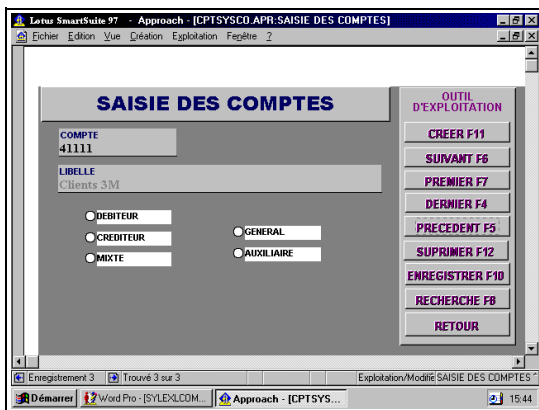 Lotus SmartSuite 97 - Approach - [CPTSYSCO.APR:SAISIE DES COMPTES]
Fichier Edition Vue Création Exploitation Fenêtre ?
SAISIE DES COMPTES
COMPTE
41111
LIBELLE
Clients 3M
DEBITEUR
CREDITEUR
MIXTE
GENERAL
AUXILIAIRE
OUTIL
D'EXPLOITATION
CREER F11
SUIVANT F6
PREMIER F7
DERNIER F4
PRECEDENT F5
SUPRIMER F12
ENREGISTRER F10
RECHERCHE F8
RETOUR
Enregistrement 3 Trouvé 3 sur 3 Exploitation/Modifié SAISIE DES COMPTES
Démarrer Word Pro - [SYLEXLCOM... Approach - [CPTSYS... 15:44